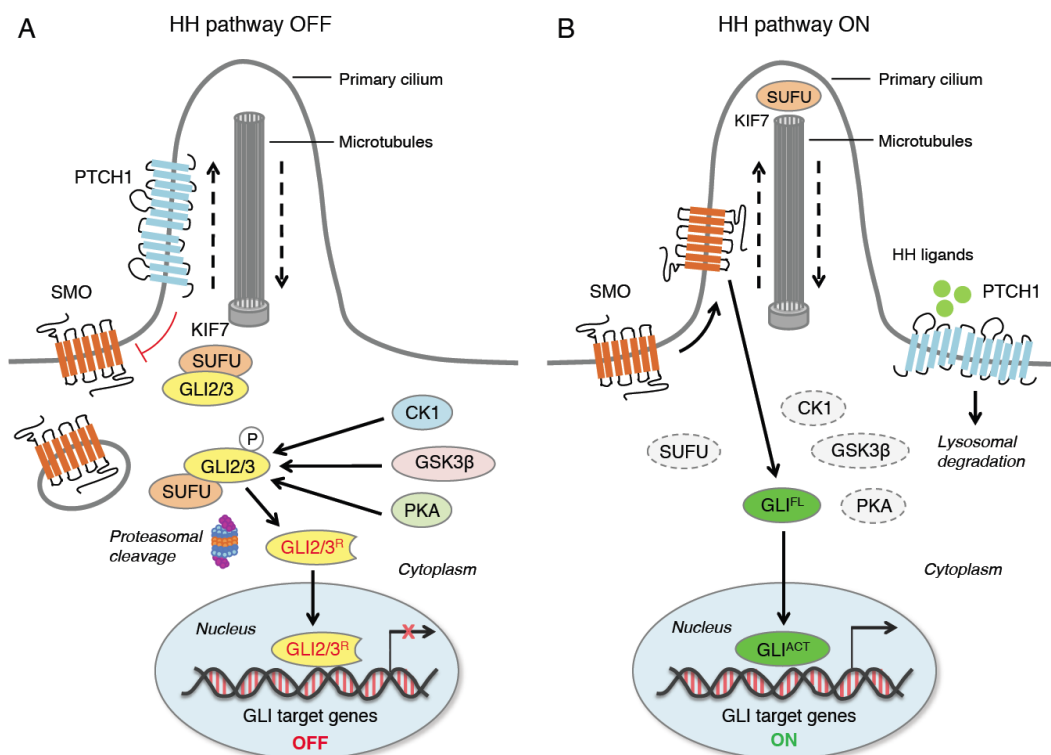 A
HH pathway OFF
Primary cilium
Microtubules
PTCH1
SMO
KIF7
SUFU
GLI2/3
P
GLI2/3
SUFU
CK1
GSK3β
PKA
Proteasomal
cleavage
GLI2/3ᴿ
Cytoplasm
Nucleus
GLI2/3ᴿ
X
GLI target genes
OFF
B
HH pathway ON
Primary cilium
SUFU
KIF7
Microtubules
HH ligands
PTCH1
SMO
CK1
SUFU
GSK3β
Lysosomal
degradation
GLIFL
PKA
Cytoplasm
Nucleus
GLIACT
GLI target genes
ON